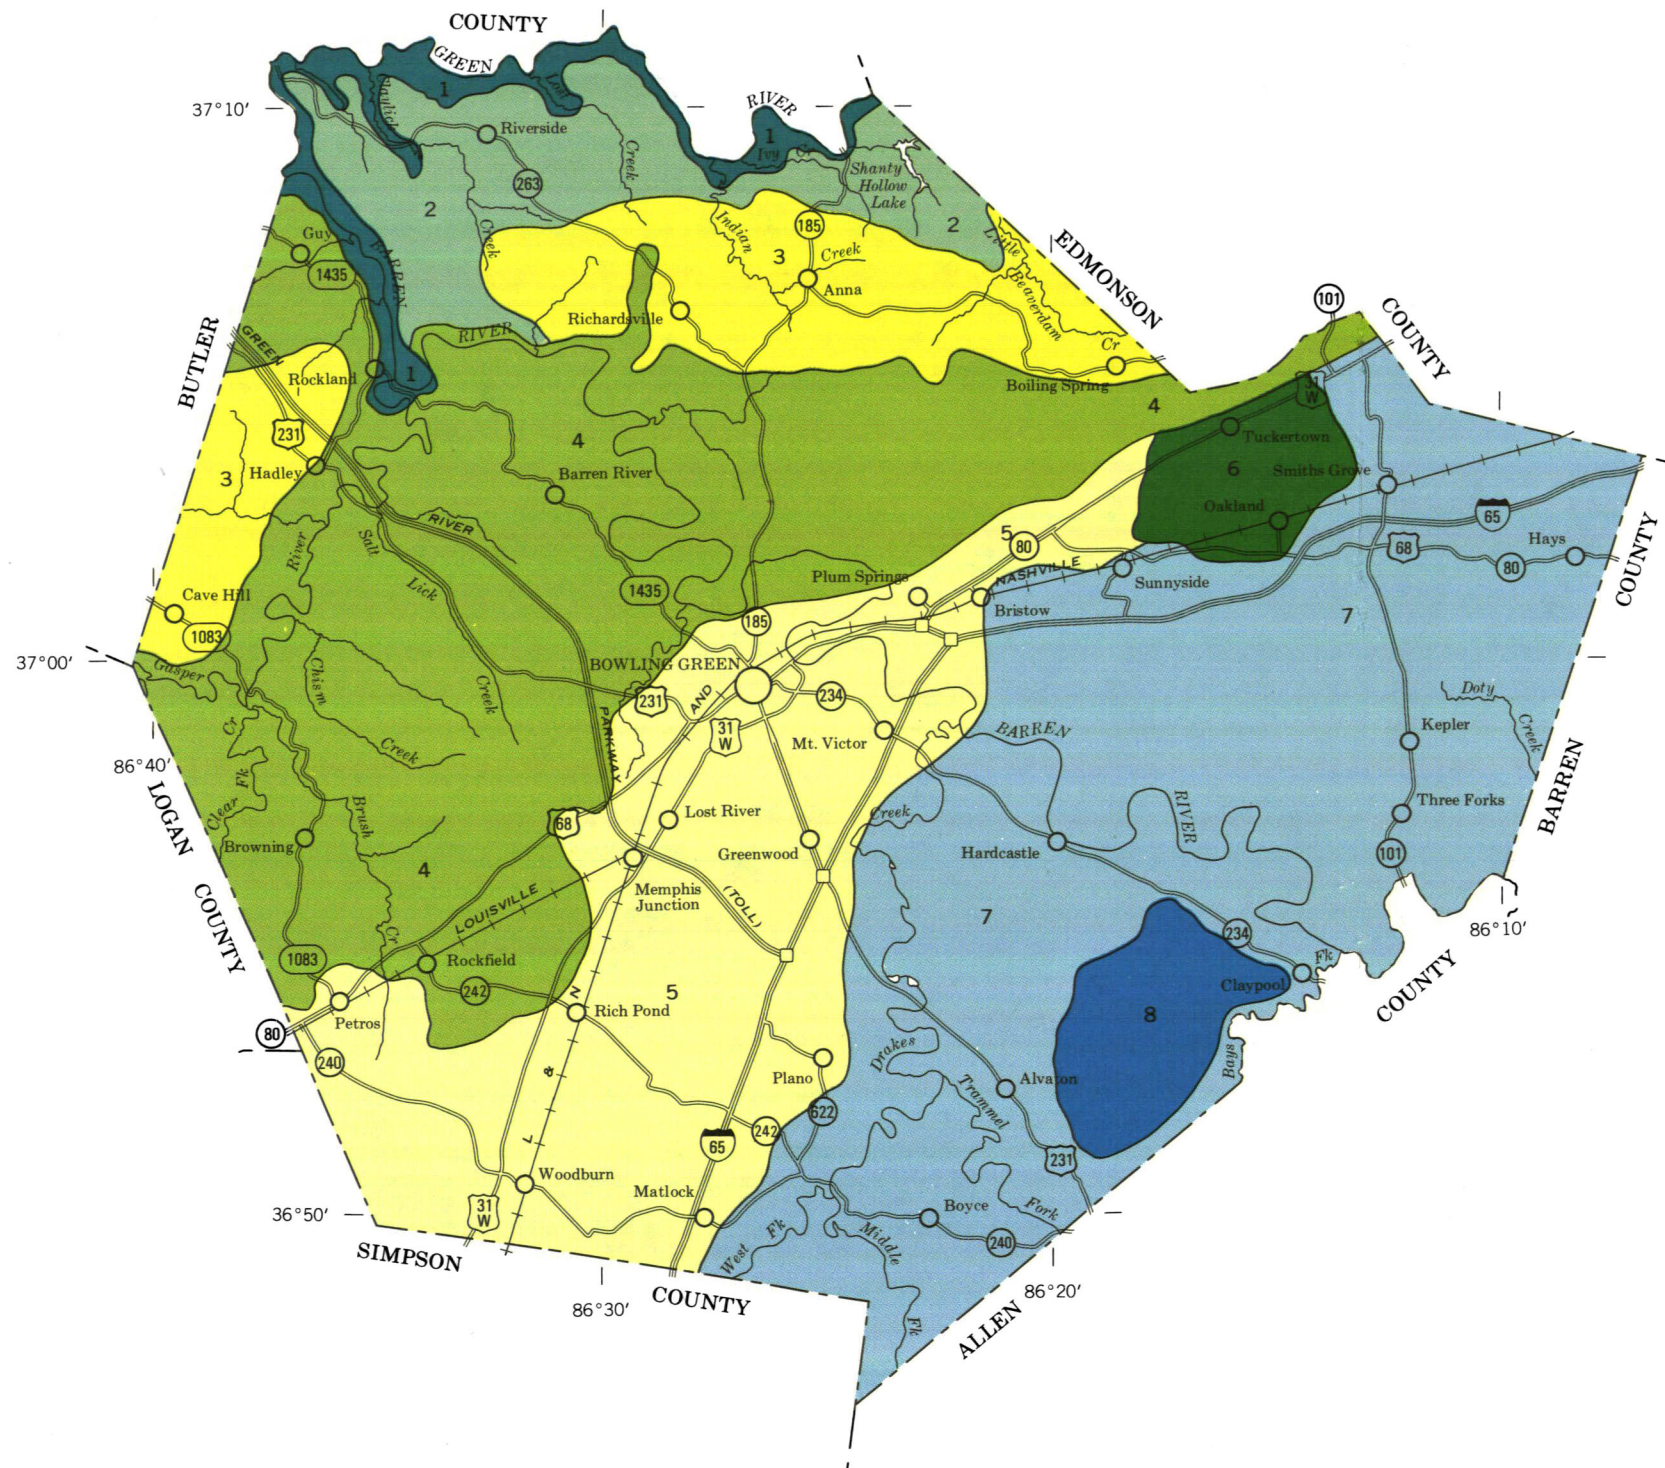 COUNTY
GREEN
Lost
Claylick
1
RIVER
37°10′
Riverside
1
Ivy Cr
Creek
Shanty
Hollow
Lake
263
2
2
Indian
185
Little
EDMONSON
Guy
Creek
3
Creek
1435
BARREN
Anna
Beaverdam
101
COUNTY
Richardsville
BUTLER
GREEN
RIVER
Cr
Rockland
1
Boiling Spring
31
W
4
231
4
Tuckertown
3
Hadley
Barren River
6
Smiths Grove
Oakland
65
RIVER
River
Salt
5
80
68
Hays
80
COUNTY
Plum Springs
NASHVILLE
Sunnyside
Lick
1435
Cave Hill
Bristow
7
1083
185
37°00′
Gasper
BOWLING GREEN
Chism
Creek
231
AND
234
Doty
Creek
PARKWAY
Cr
31
W
Mt. Victor
BARREN
Kepler
Creek
86°40′
Fk
LOGAN
Clear
Brush
68
Lost River
Creek
RIVER
Three Forks
BARREN
Browning
Greenwood
Hardcastle
101
4
LOUISVILLE
Memphis
Junction
(TOLL)
7
86°10′
COUNTY
Cr
234
1083
Rockfield
Fk
242
Claypool
COUNTY
5
N
Rich Pond
8
80
Petros
240
Drakes
Bays
&
Plano
Alvaton
Trammel
622
L
242
65
231
Woodburn
Matlock
31
W
36°50′
Boyce
Fork
240
West Fk
Middle
SIMPSON
COUNTY
86°30′
86°20′
Fk
ALLEN